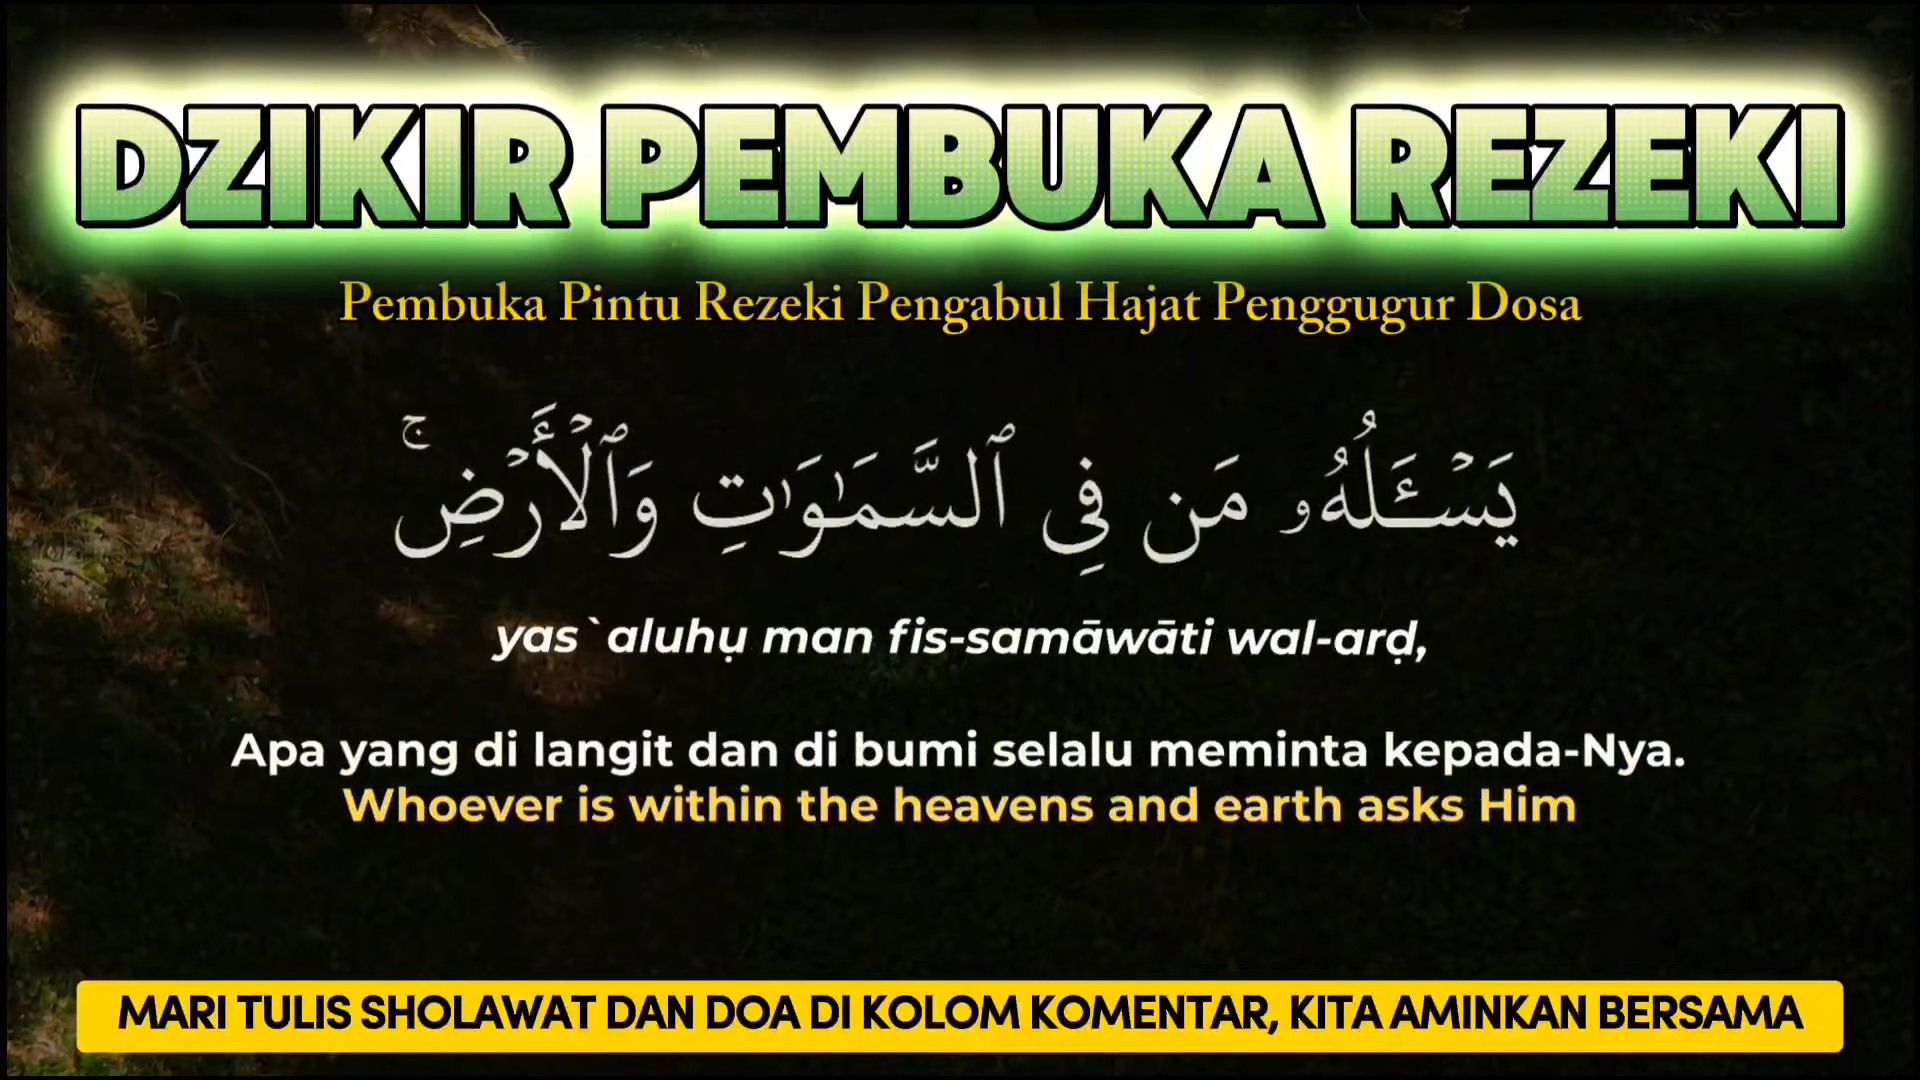 DZIKIR PEMBUKA REZEKI
Pembuka Pintu Rezeki Pengabul Hajat Penggugur Dosa
يَسْـَٔلُهُۥ مَن فِى ٱلسَّمَـٰوَٰتِ وَٱلْأَرْضِ ۚ
yas`aluhụ man fis-samāwāti wal-arḍ,
Apa yang di langit dan di bumi selalu meminta kepada-Nya.
Whoever is within the heavens and earth asks Him
MARI TULIS SHOLAWAT DAN DOA DI KOLOM KOMENTAR, KITA AMINKAN BERSAMA